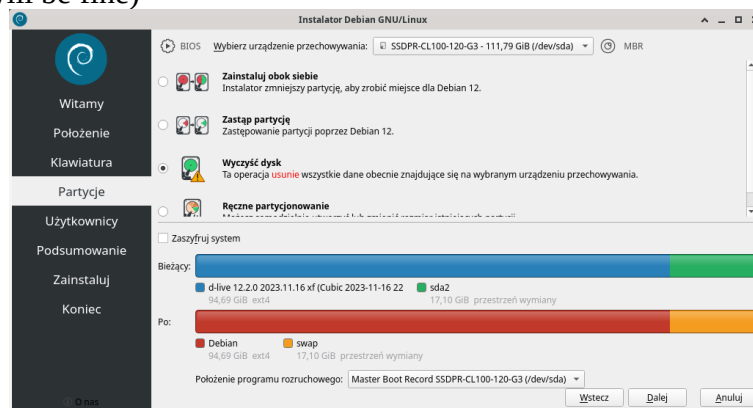 Instalator Debian GNU/Linux
BIOS Wybierz urządzenie przechowywania: SSDPR-CL100-120-G3 - 111,79 GiB (/dev/sda) MBR
Witamy
Położenie
Klawiatura
Partycje
Użytkownicy
Podsumowanie
Zainstaluj
Koniec
O nas
Zainstaluj obok siebie
Instalator zmniejszy partycję, aby zrobić miejsce dla Debian 12.
Zastąp partycję
Zastępowanie partycji poprzez Debian 12.
Wyczyść dysk
Ta operacja usunie wszystkie dane obecnie znajdujące się na wybranym urządzeniu przechowywania.
Ręczne partycjonowanie
Zaszyfruj system
Bieżący:
d-live 12.2.0 2023.11.16 xf (Cubic 2023-11-16 22 sda2
94,69 GiB ext4 17,10 GiB przestrzeń wymiany
Po:
Debian swap
94,69 GiB ext4 17,10 GiB przestrzeń wymiany
Położenie programu rozruchowego: Master Boot Record SSDPR-CL100-120-G3 (/dev/sda)
Wstecz Dalej Anuluj